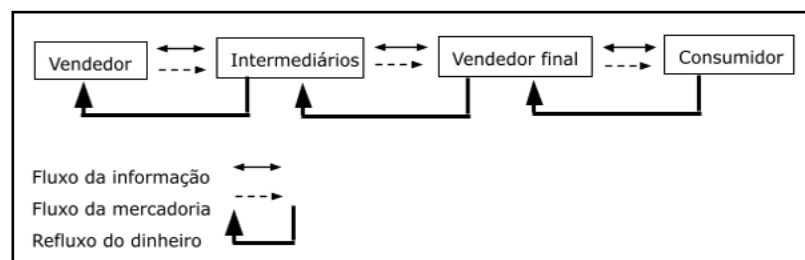 Vendedor
Intermediários
Vendedor final
Consumidor
Fluxo da informação
Fluxo da mercadoria
Refluxo do dinheiro